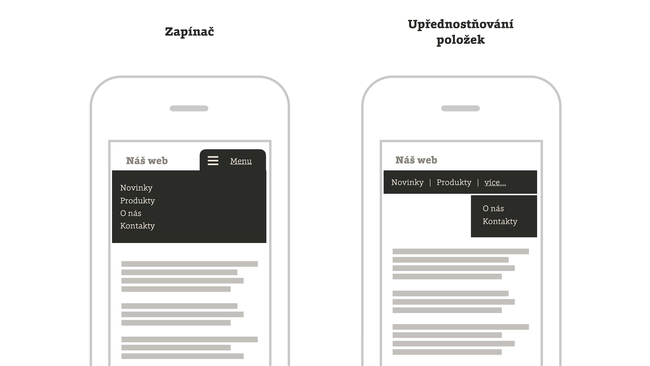 Zapínač
Náš web
Menu
Novinky
Produkty
O nás
Kontakty
Upřednostňování
položek
Náš web
Novinky | Produkty | více...
O nás
Kontakty